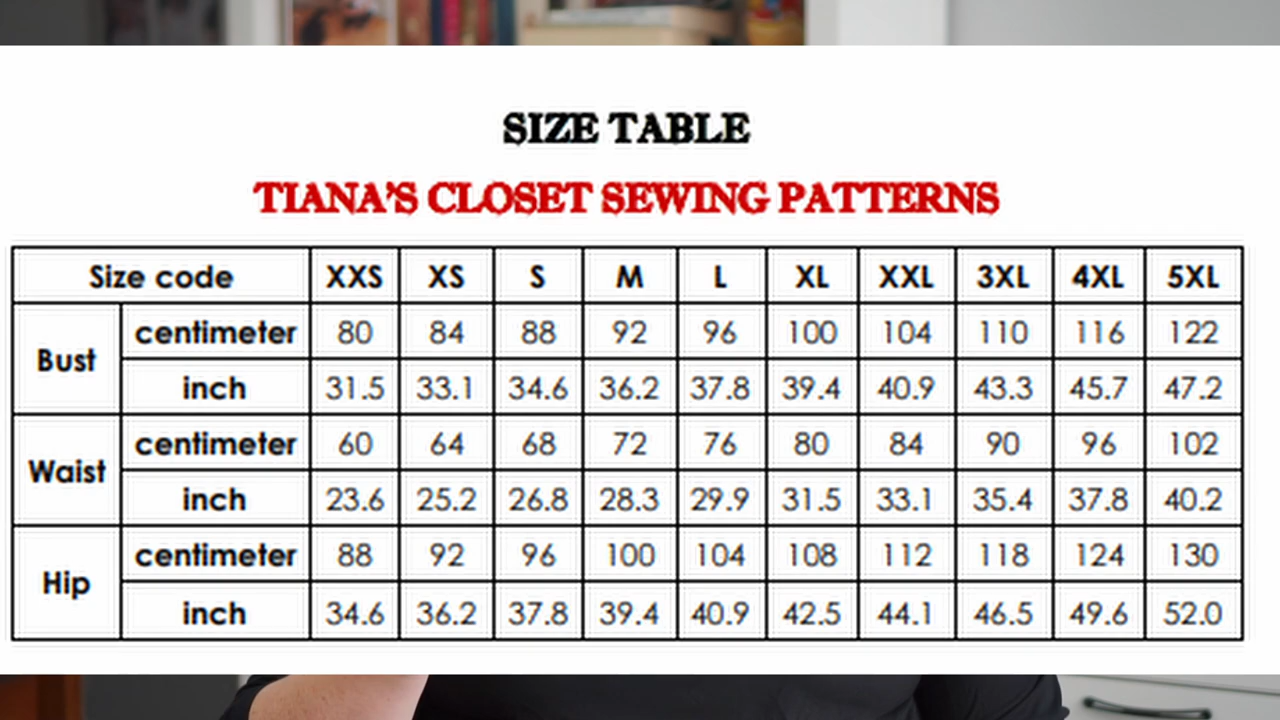 SIZE TABLE
TIANA'S CLOSET SEWING PATTERNS
Size code XXS XS S M L XL XXL 3XL 4XL 5XL
Bust
centimeter 80 84 88 92 96 100 104 110 116 122
inch 31.5 33.1 34.6 36.2 37.8 39.4 40.9 43.3 45.7 47.2
Waist
centimeter 60 64 68 72 76 80 84 90 96 102
inch 23.6 25.2 26.8 28.3 29.9 31.5 33.1 35.4 37.8 40.2
Hip
centimeter 88 92 96 100 104 108 112 118 124 130
inch 34.6 36.2 37.8 39.4 40.9 42.5 44.1 46.5 49.6 52.0